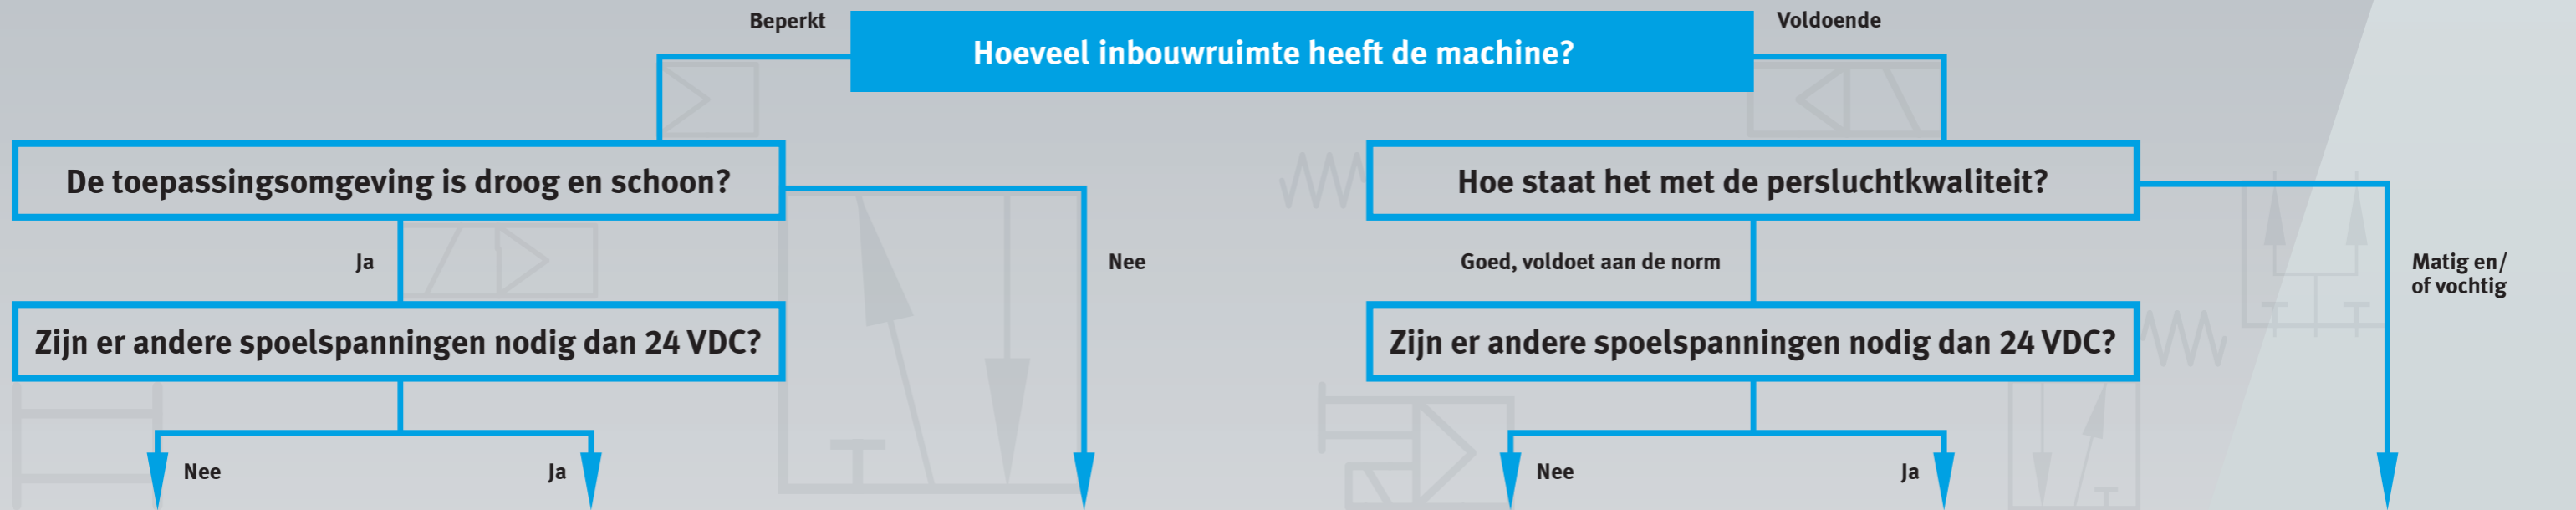 Beperkt
Hoeveel inbouwruimte heeft de machine?
Voldoende
De toepassingsomgeving is droog en schoon?
Hoe staat het met de persluchtkwaliteit?
Ja
Nee
Goed, voldoet aan de norm
Matig en/
of vochtig
Zijn er andere spoelspanningen nodig dan 24 VDC?
Zijn er andere spoelspanningen nodig dan 24 VDC?
Nee
Ja
Nee
Ja